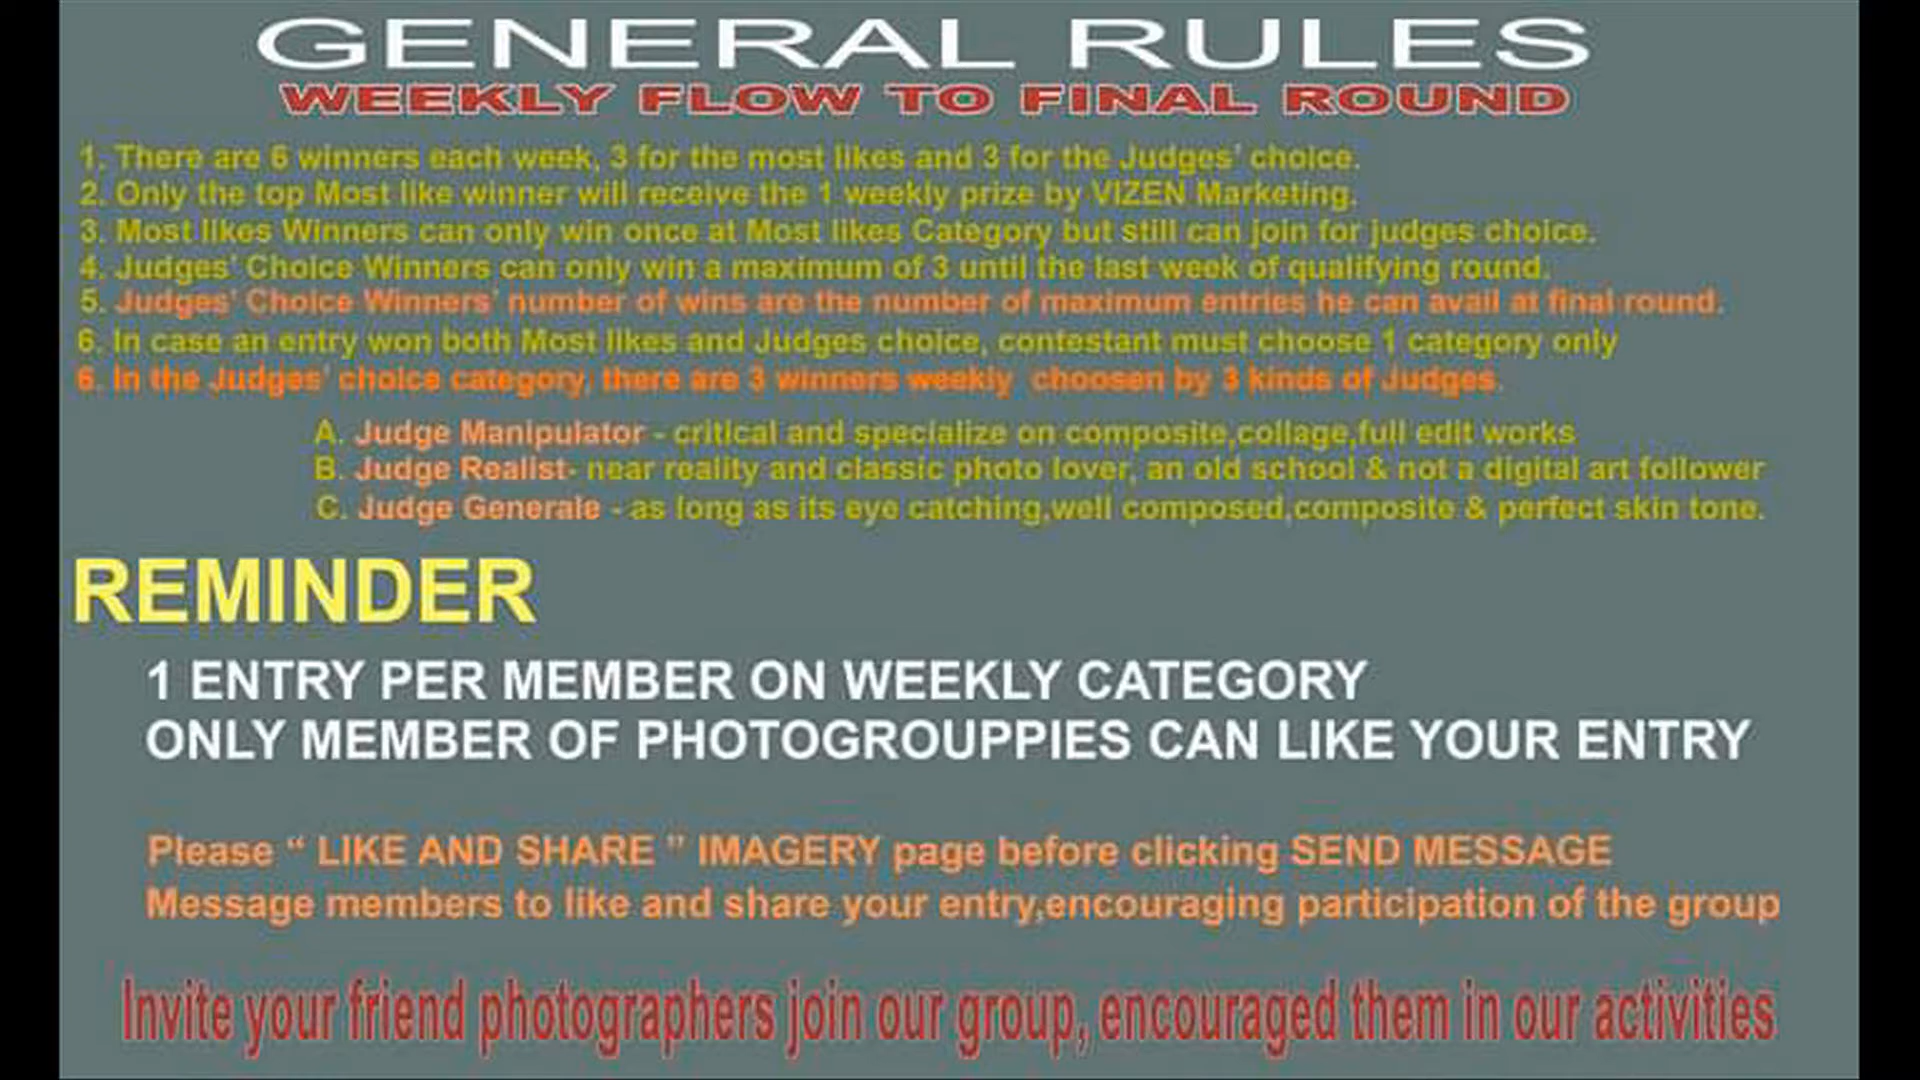 GENERAL RULES
WEEKLY FLOW TO FINAL ROUND
1. There are 6 winners each week, 3 for the most likes and 3 for the Judges' choice.
2. Only the top Most like winner will receive the 1 weekly prize by VIZEN Marketing.
3. Most likes Winners can only win once at Most likes Category but still can join for judges choice.
4. Judges' Choice Winners can only win a maximum of 3 until the last week of qualifying round.
5. Judges' Choice Winners' number of wins are the number of maximum entries he can avail at final round.
6. In case an entry won both Most likes and Judges choice, contestant must choose 1 category only
6. In the Judges' choice category, there are 3 winners weekly choosen by 3 kinds of Judges.
A. Judge Manipulator - critical and specialize on composite,collage,full edit works
B. Judge Realist- near reality and classic photo lover, an old school & not a digital art follower
C. Judge Generale - as long as its eye catching,well composed,composite & perfect skin tone.
REMINDER
1 ENTRY PER MEMBER ON WEEKLY CATEGORY
ONLY MEMBER OF PHOTOGROUPPIES CAN LIKE YOUR ENTRY
Please “ LIKE AND SHARE ” IMAGERY page before clicking SEND MESSAGE
Message members to like and share your entry,encouraging participation of the group
Invite your friend photographers join our group, encouraged them in our activities